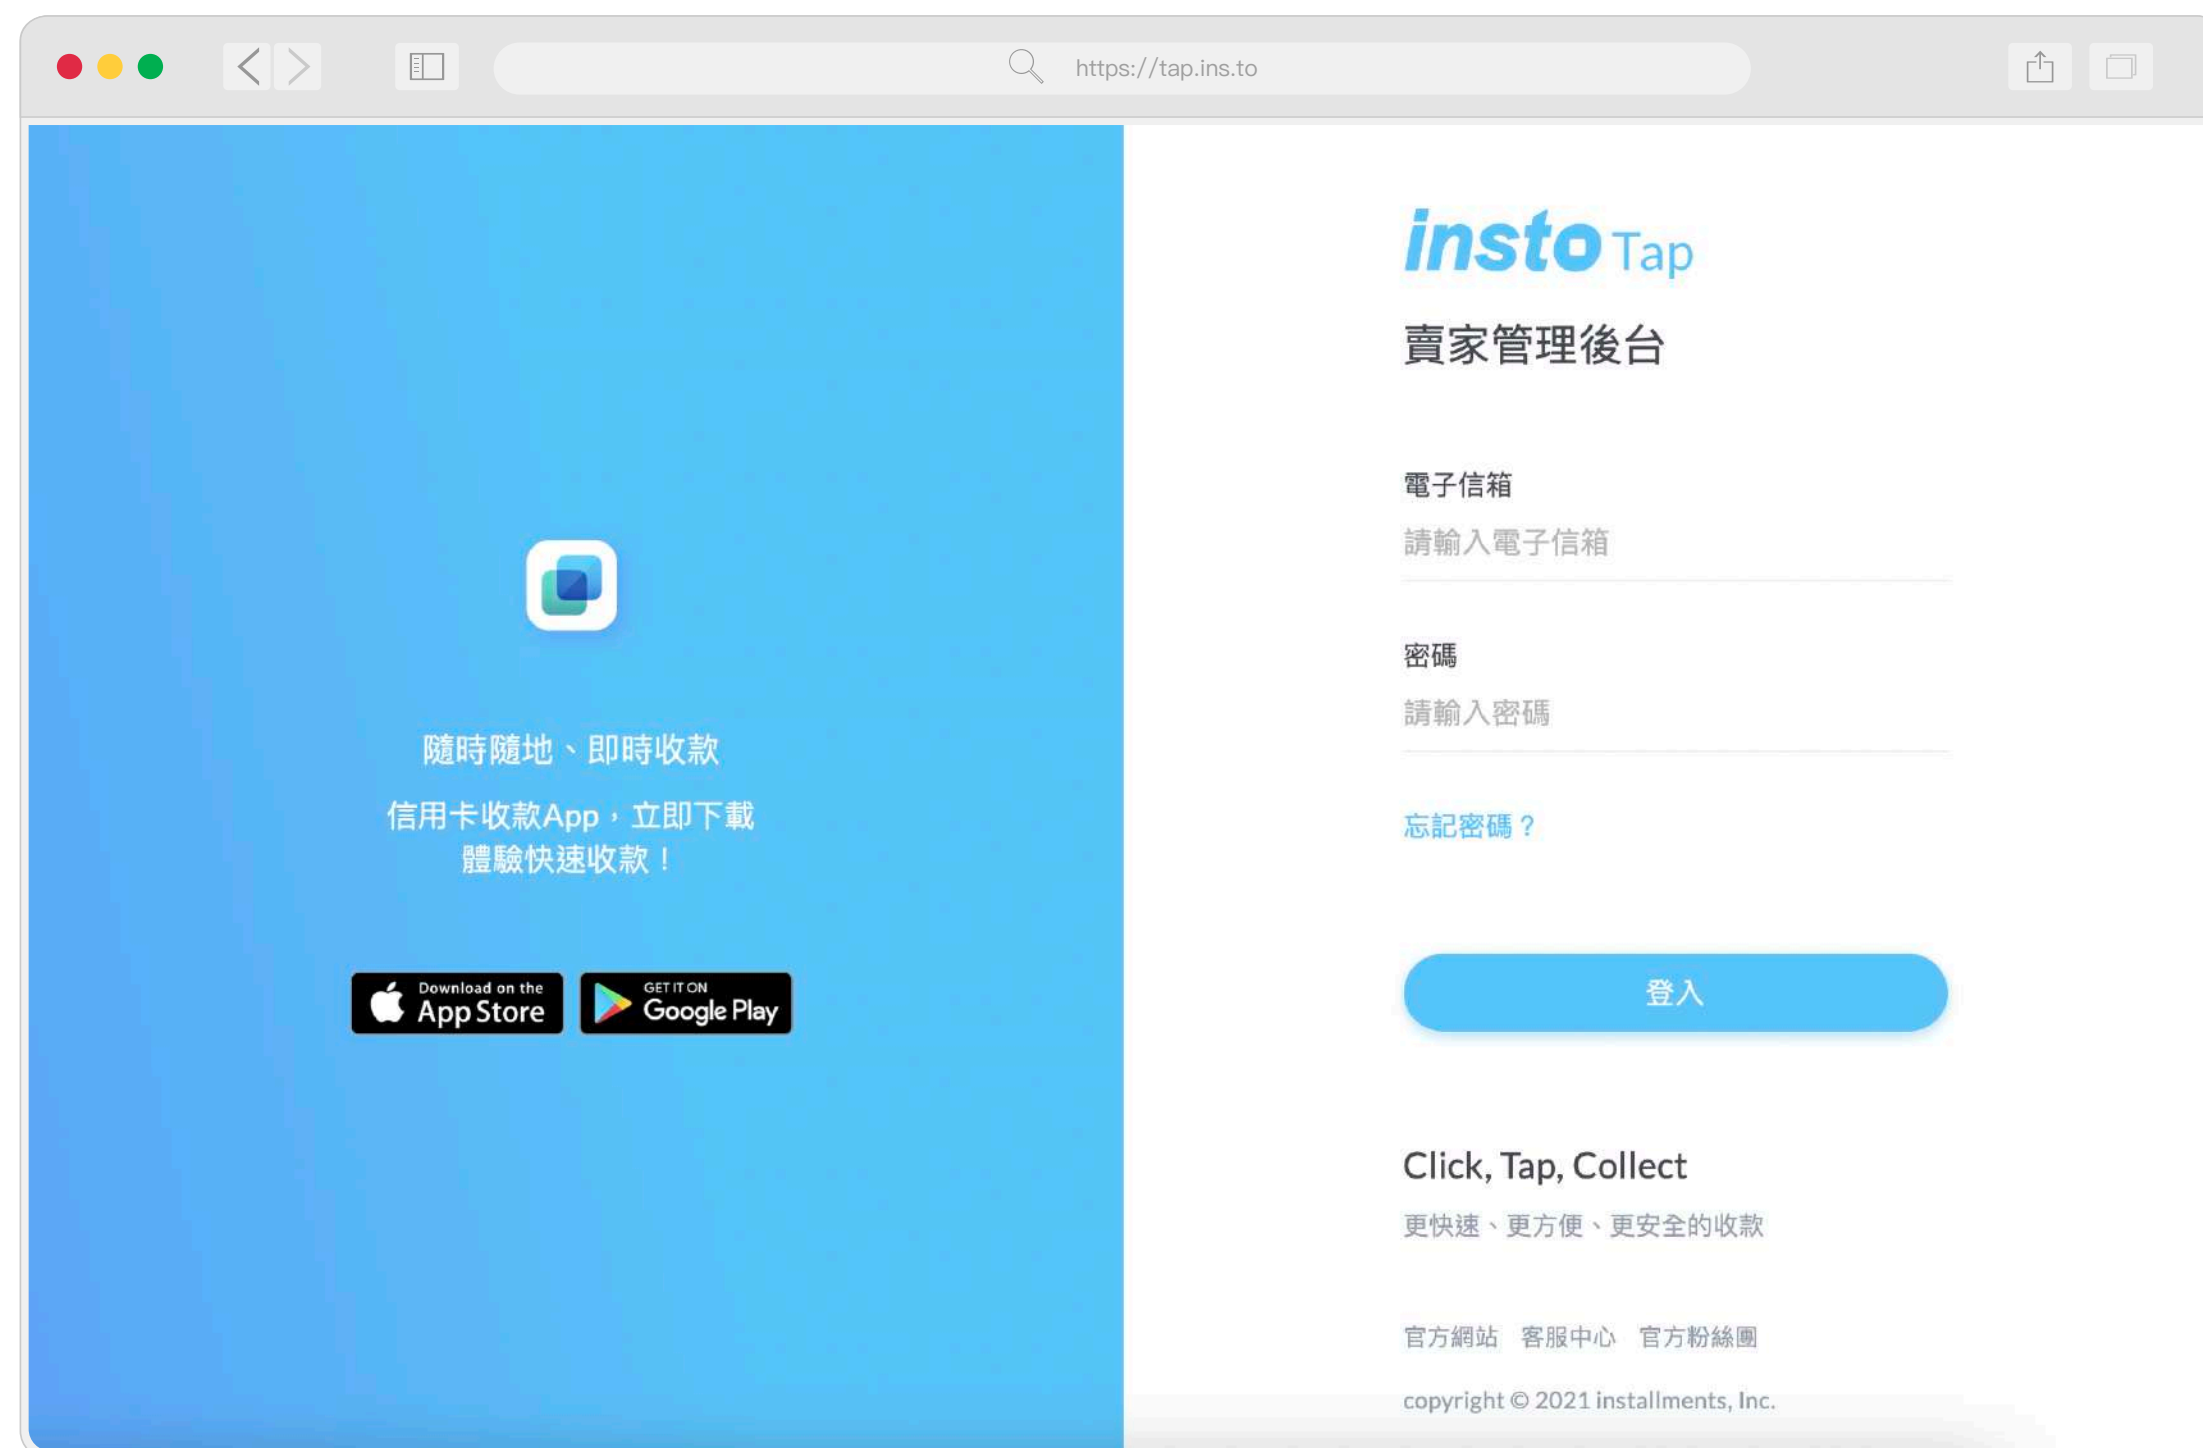 https://tap.ins.to
隨時隨地、即時收款
信用卡收款App，立即下載
體驗快速收款！
Download on the
App Store
GET IT ON
Google Play
insto Tap
賣家管理後台
電子信箱
請輸入電子信箱
密碼
請輸入密碼
忘記密碼？
登入
Click, Tap, Collect
更快速、更方便、更安全的收款
官方網站 客服中心 官方粉絲團
copyright © 2021 installments, Inc.